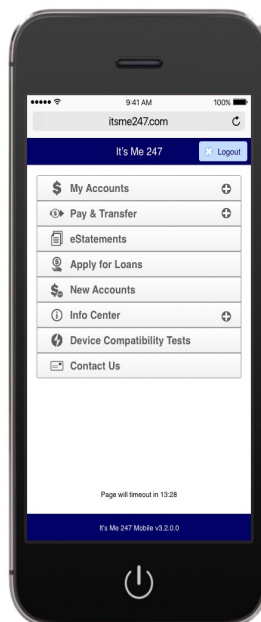 9:41 AM
100%
itsme247.com
It's Me 247
Logout
My Accounts
Pay & Transfer
eStatements
Apply for Loans
New Accounts
Info Center
Device Compatibility Tests
Contact Us
Page will timeout in 13:28
It's Me 247 Mobile v3.2.0.0